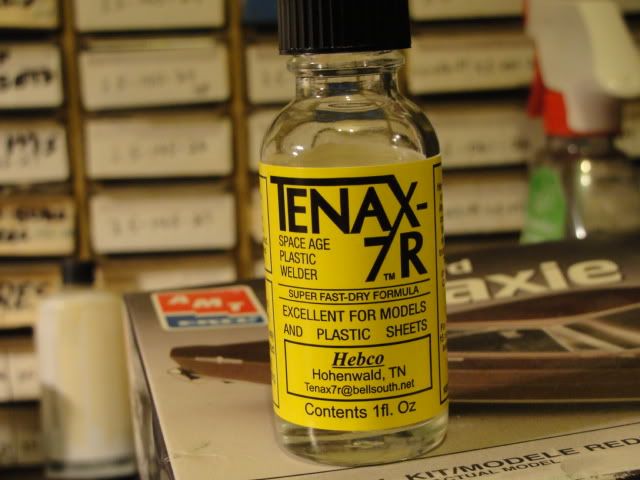 TENAX-
7R
TM
SPACE AGE
PLASTIC
WELDER
SUPER FAST-DRY FORMULA
EXCELLENT FOR MODELS
AND PLASTIC SHEETS
Hebco
Hohenwald, TN
Tenax7r@bellsouth.net
Contents 1fl. Oz
AMT
axie
KIT/MODELE RED